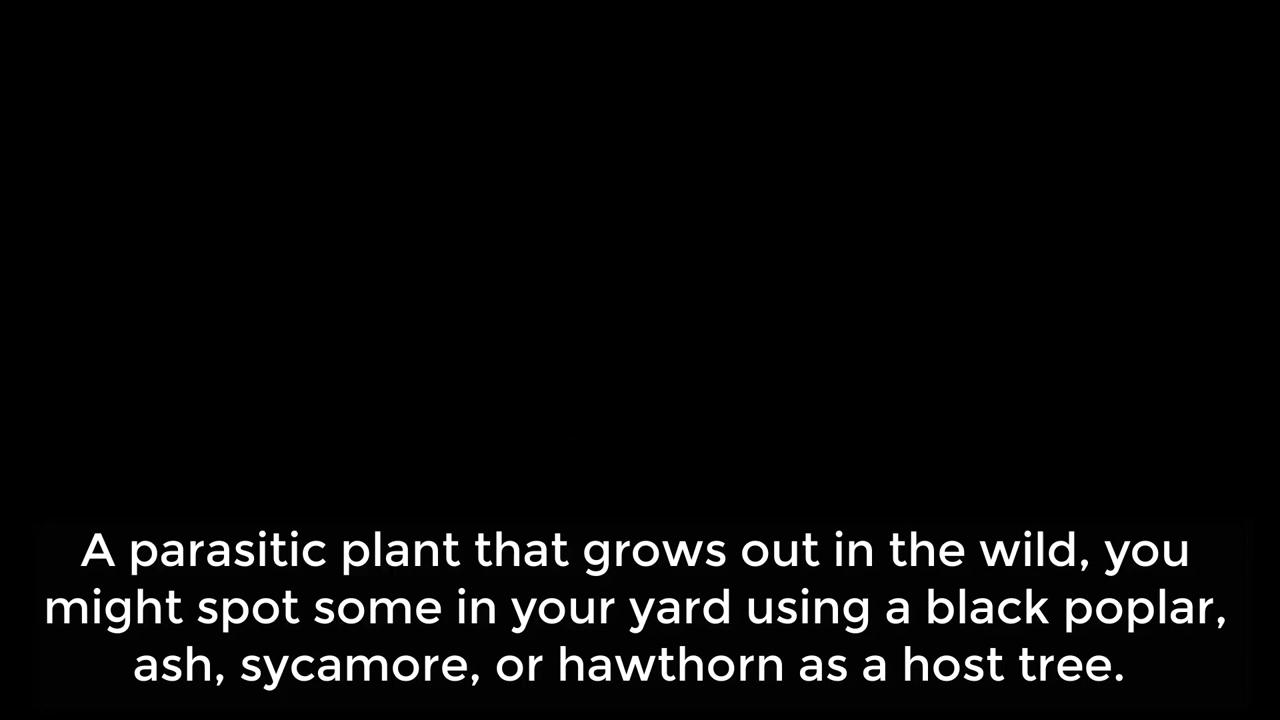 A parasitic plant that grows out in the wild, you
might spot some in your yard using a black poplar,
ash, sycamore, or hawthorn as a host tree.